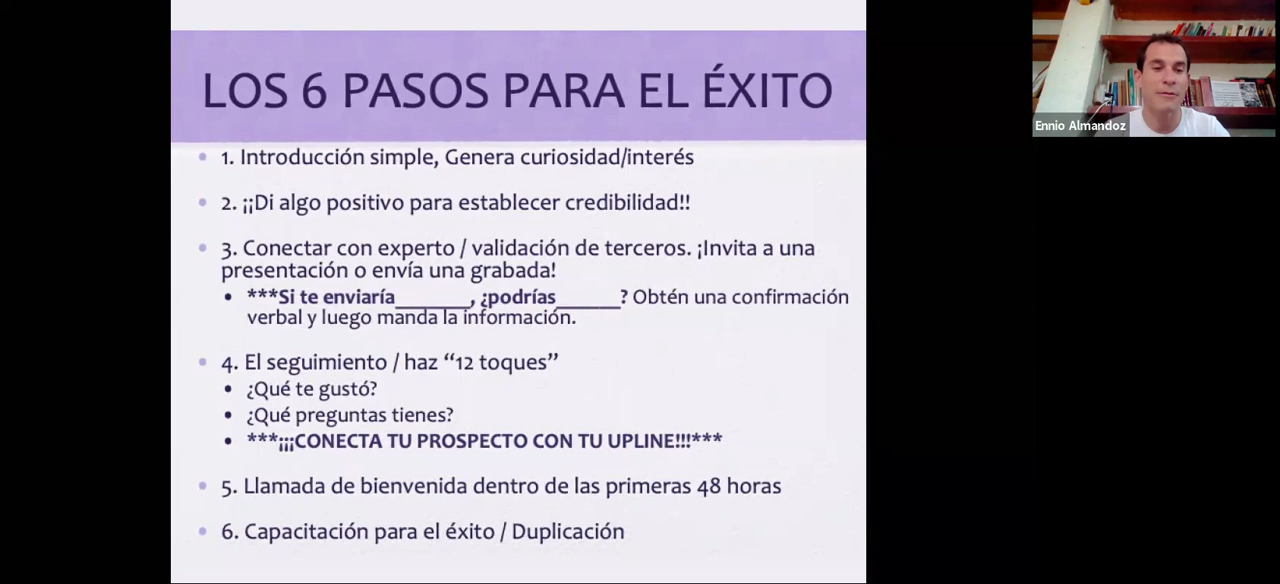 LOS 6 PASOS PARA EL ÉXITO
Ennio Almandoz
• 1. Introducción simple, Genera curiosidad/interés
• 2. ¡¡Di algo positivo para establecer credibilidad!!
• 3. Conectar con experto / validación de terceros. ¡Invita a una
presentación o envía una grabada!
• ***Si te enviaría_______, ¿podrías______? Obtén una confirmación
verbal y luego manda la información.
• 4. El seguimiento / haz “12 toques”
• ¿Qué te gustó?
• ¿Qué preguntas tienes?
• ***¡¡¡CONECTA TU PROSPECTO CON TU UPLINE!!!***
• 5. Llamada de bienvenida dentro de las primeras 48 horas
• 6. Capacitación para el éxito / Duplicación